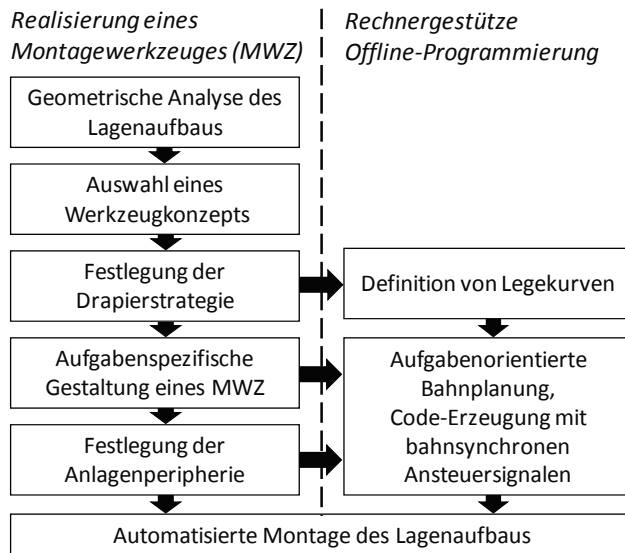 Realisierung eines
Montagewerkzeuges (MWZ)
Rechnergestütze
Offline-Programmierung
Geometrische Analyse des
Lagenaufbaus
Auswahl eines
Werkzeugkonzepts
Festlegung der
Drapierstrategie
Definition von Legekurven
Aufgabenspezifische
Gestaltung eines MWZ
Aufgabenorientierte
Bahnplanung,
Code-Erzeugung mit
bahnsynchronen
Ansteuersignalen
Festlegung der
Anlagenperipherie
Automatisierte Montage des Lagenaufbaus